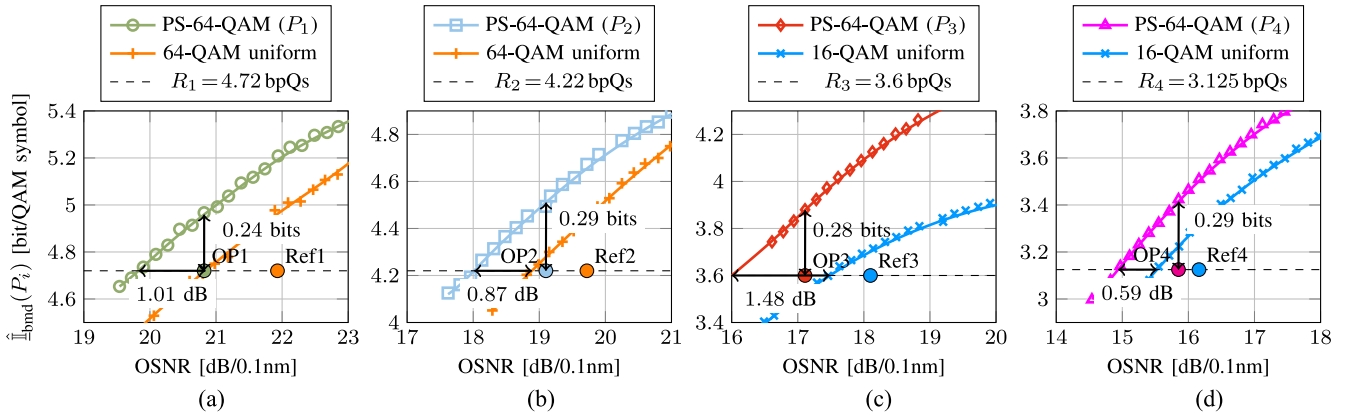 PS-64-QAM (P₁)
64-QAM uniform
R₁ = 4.72 bpQs
PS-64-QAM (P₂)
64-QAM uniform
R₂ = 4.22 bpQs
PS-64-QAM (P₃)
16-QAM uniform
R₃ = 3.6 bpQs
PS-64-QAM (P₄)
16-QAM uniform
R₄ = 3.125 bpQs
𝕀̲̂bmd(Pᵢ) [bit/QAM symbol]
5.4
5.2
5
4.8
4.6
0.24 bits
OP1
Ref1
1.01 dB
19 20 21 22 23
OSNR [dB/0.1nm]
(a)
4.8
4.6
4.4
4.2
4
0.29 bits
OP2
Ref2
0.87 dB
17 18 19 20 21
OSNR [dB/0.1nm]
(b)
4.2
4
3.8
3.6
3.4
0.28 bits
OP3
Ref3
1.48 dB
16 17 18 19 20
OSNR [dB/0.1nm]
(c)
3.8
3.6
3.4
3.2
3
0.29 bits
OP4
Ref4
0.59 dB
14 15 16 17 18
OSNR [dB/0.1nm]
(d)